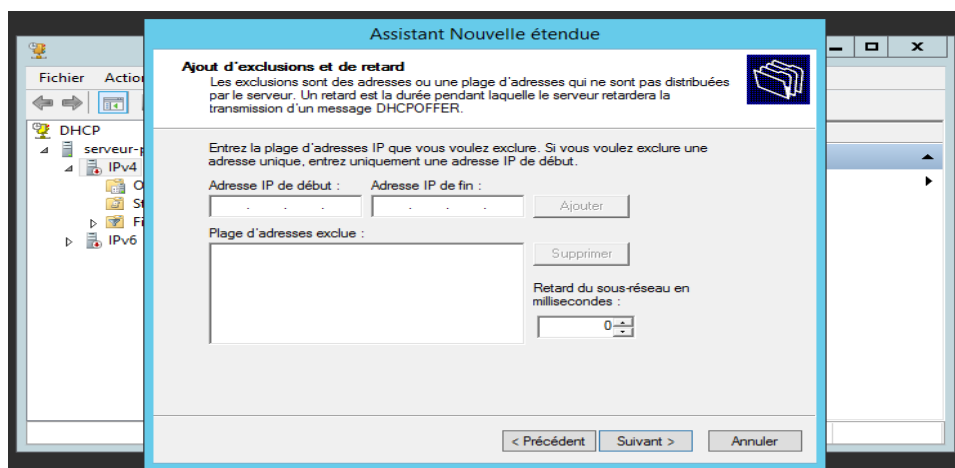 Assistant Nouvelle étendue
Fichier Action
DHCP
serveur-p
IPv4
IPv6
Ajout d'exclusions et de retard
Les exclusions sont des adresses ou une plage d'adresses qui ne sont pas distribuées
par le serveur. Un retard est la durée pendant laquelle le serveur retardera la
transmission d'un message DHCPOFFER.
Entrez la plage d'adresses IP que vous voulez exclure. Si vous voulez exclure une
adresse unique, entrez uniquement une adresse IP de début.
Adresse IP de début : Adresse IP de fin :
Ajouter
Plage d'adresses exclue :
Supprimer
Retard du sous-réseau en
millisecondes :
0
< Précédent Suivant > Annuler